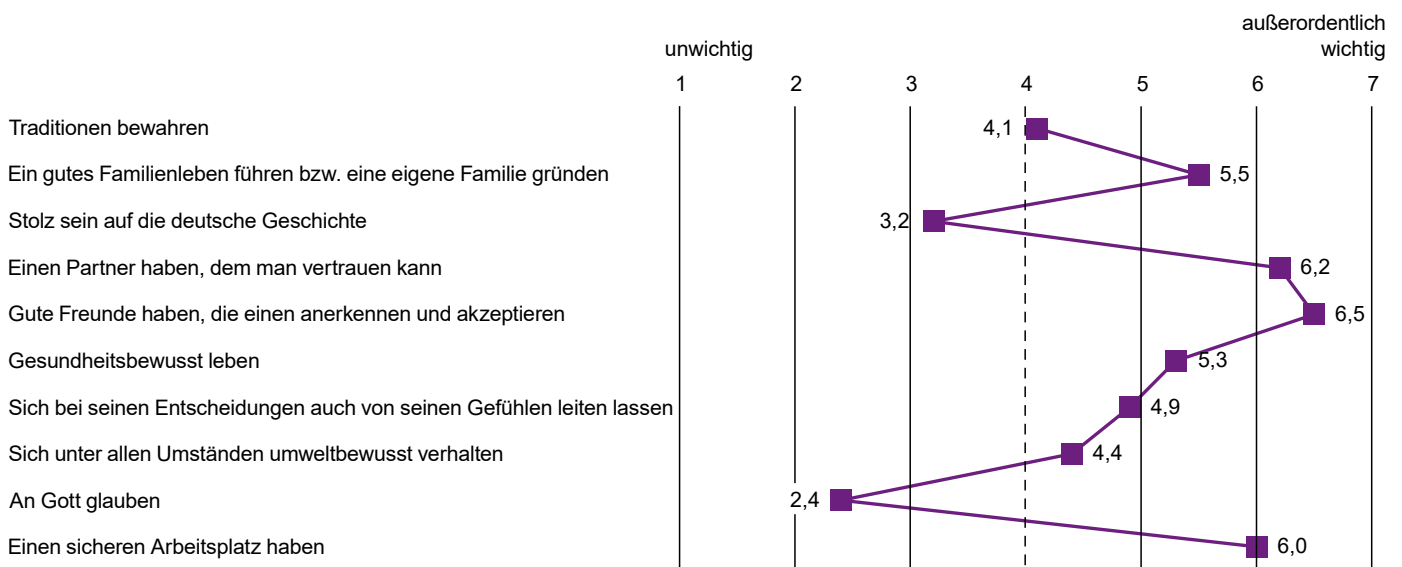 außerordentlich
unwichtig wichtig
1 2 3 4 5 6 7
Traditionen bewahren 4,1
Ein gutes Familienleben führen bzw. eine eigene Familie gründen 5,5
Stolz sein auf die deutsche Geschichte 3,2
Einen Partner haben, dem man vertrauen kann 6,2
Gute Freunde haben, die einen anerkennen und akzeptieren 6,5
Gesundheitsbewusst leben 5,3
Sich bei seinen Entscheidungen auch von seinen Gefühlen leiten lassen 4,9
Sich unter allen Umständen umweltbewusst verhalten 4,4
An Gott glauben 2,4
Einen sicheren Arbeitsplatz haben 6,0